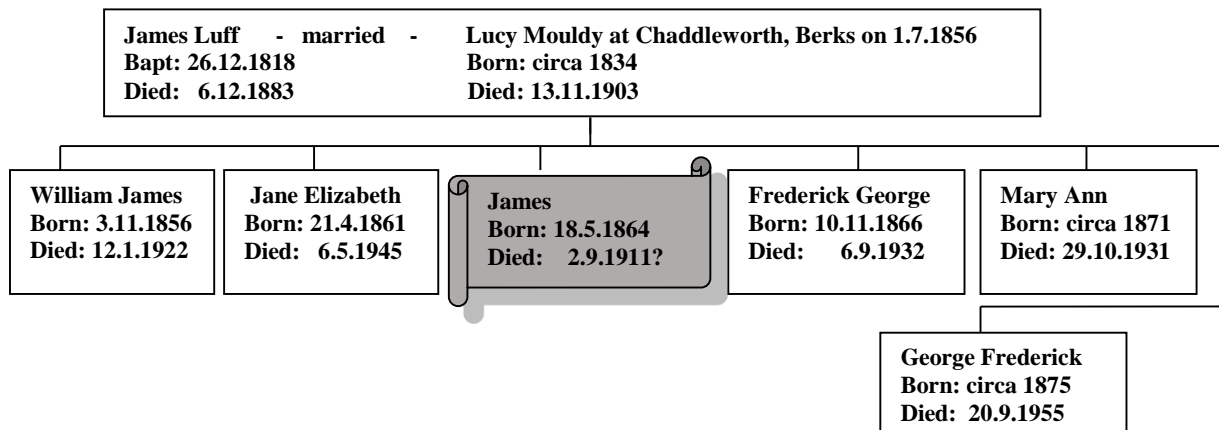 James Luff - married - Lucy Mouldy at Chaddleworth, Berks on 1.7.1856
Bapt: 26.12.1818 Born: circa 1834
Died: 6.12.1883 Died: 13.11.1903
William James
Born: 3.11.1856
Died: 12.1.1922
Jane Elizabeth
Born: 21.4.1861
Died: 6.5.1945
James
Born: 18.5.1864
Died: 2.9.1911?
Frederick George
Born: 10.11.1866
Died: 6.9.1932
Mary Ann
Born: circa 1871
Died: 29.10.1931
George Frederick
Born: circa 1875
Died: 20.9.1955